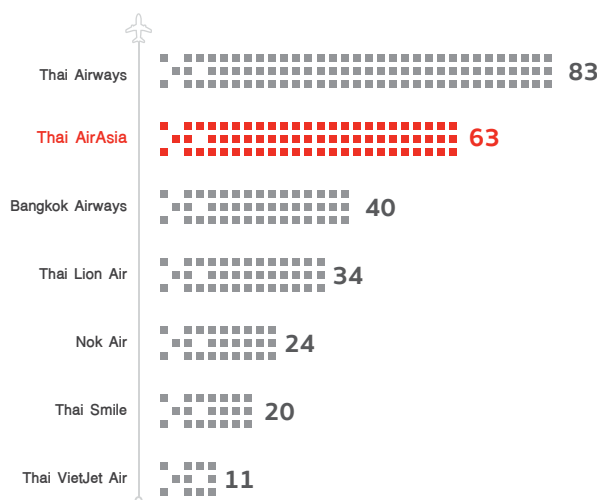 Thai Airways 83
Thai AirAsia 63
Bangkok Airways 40
Thai Lion Air 34
Nok Air 24
Thai Smile 20
Thai VietJet Air 11